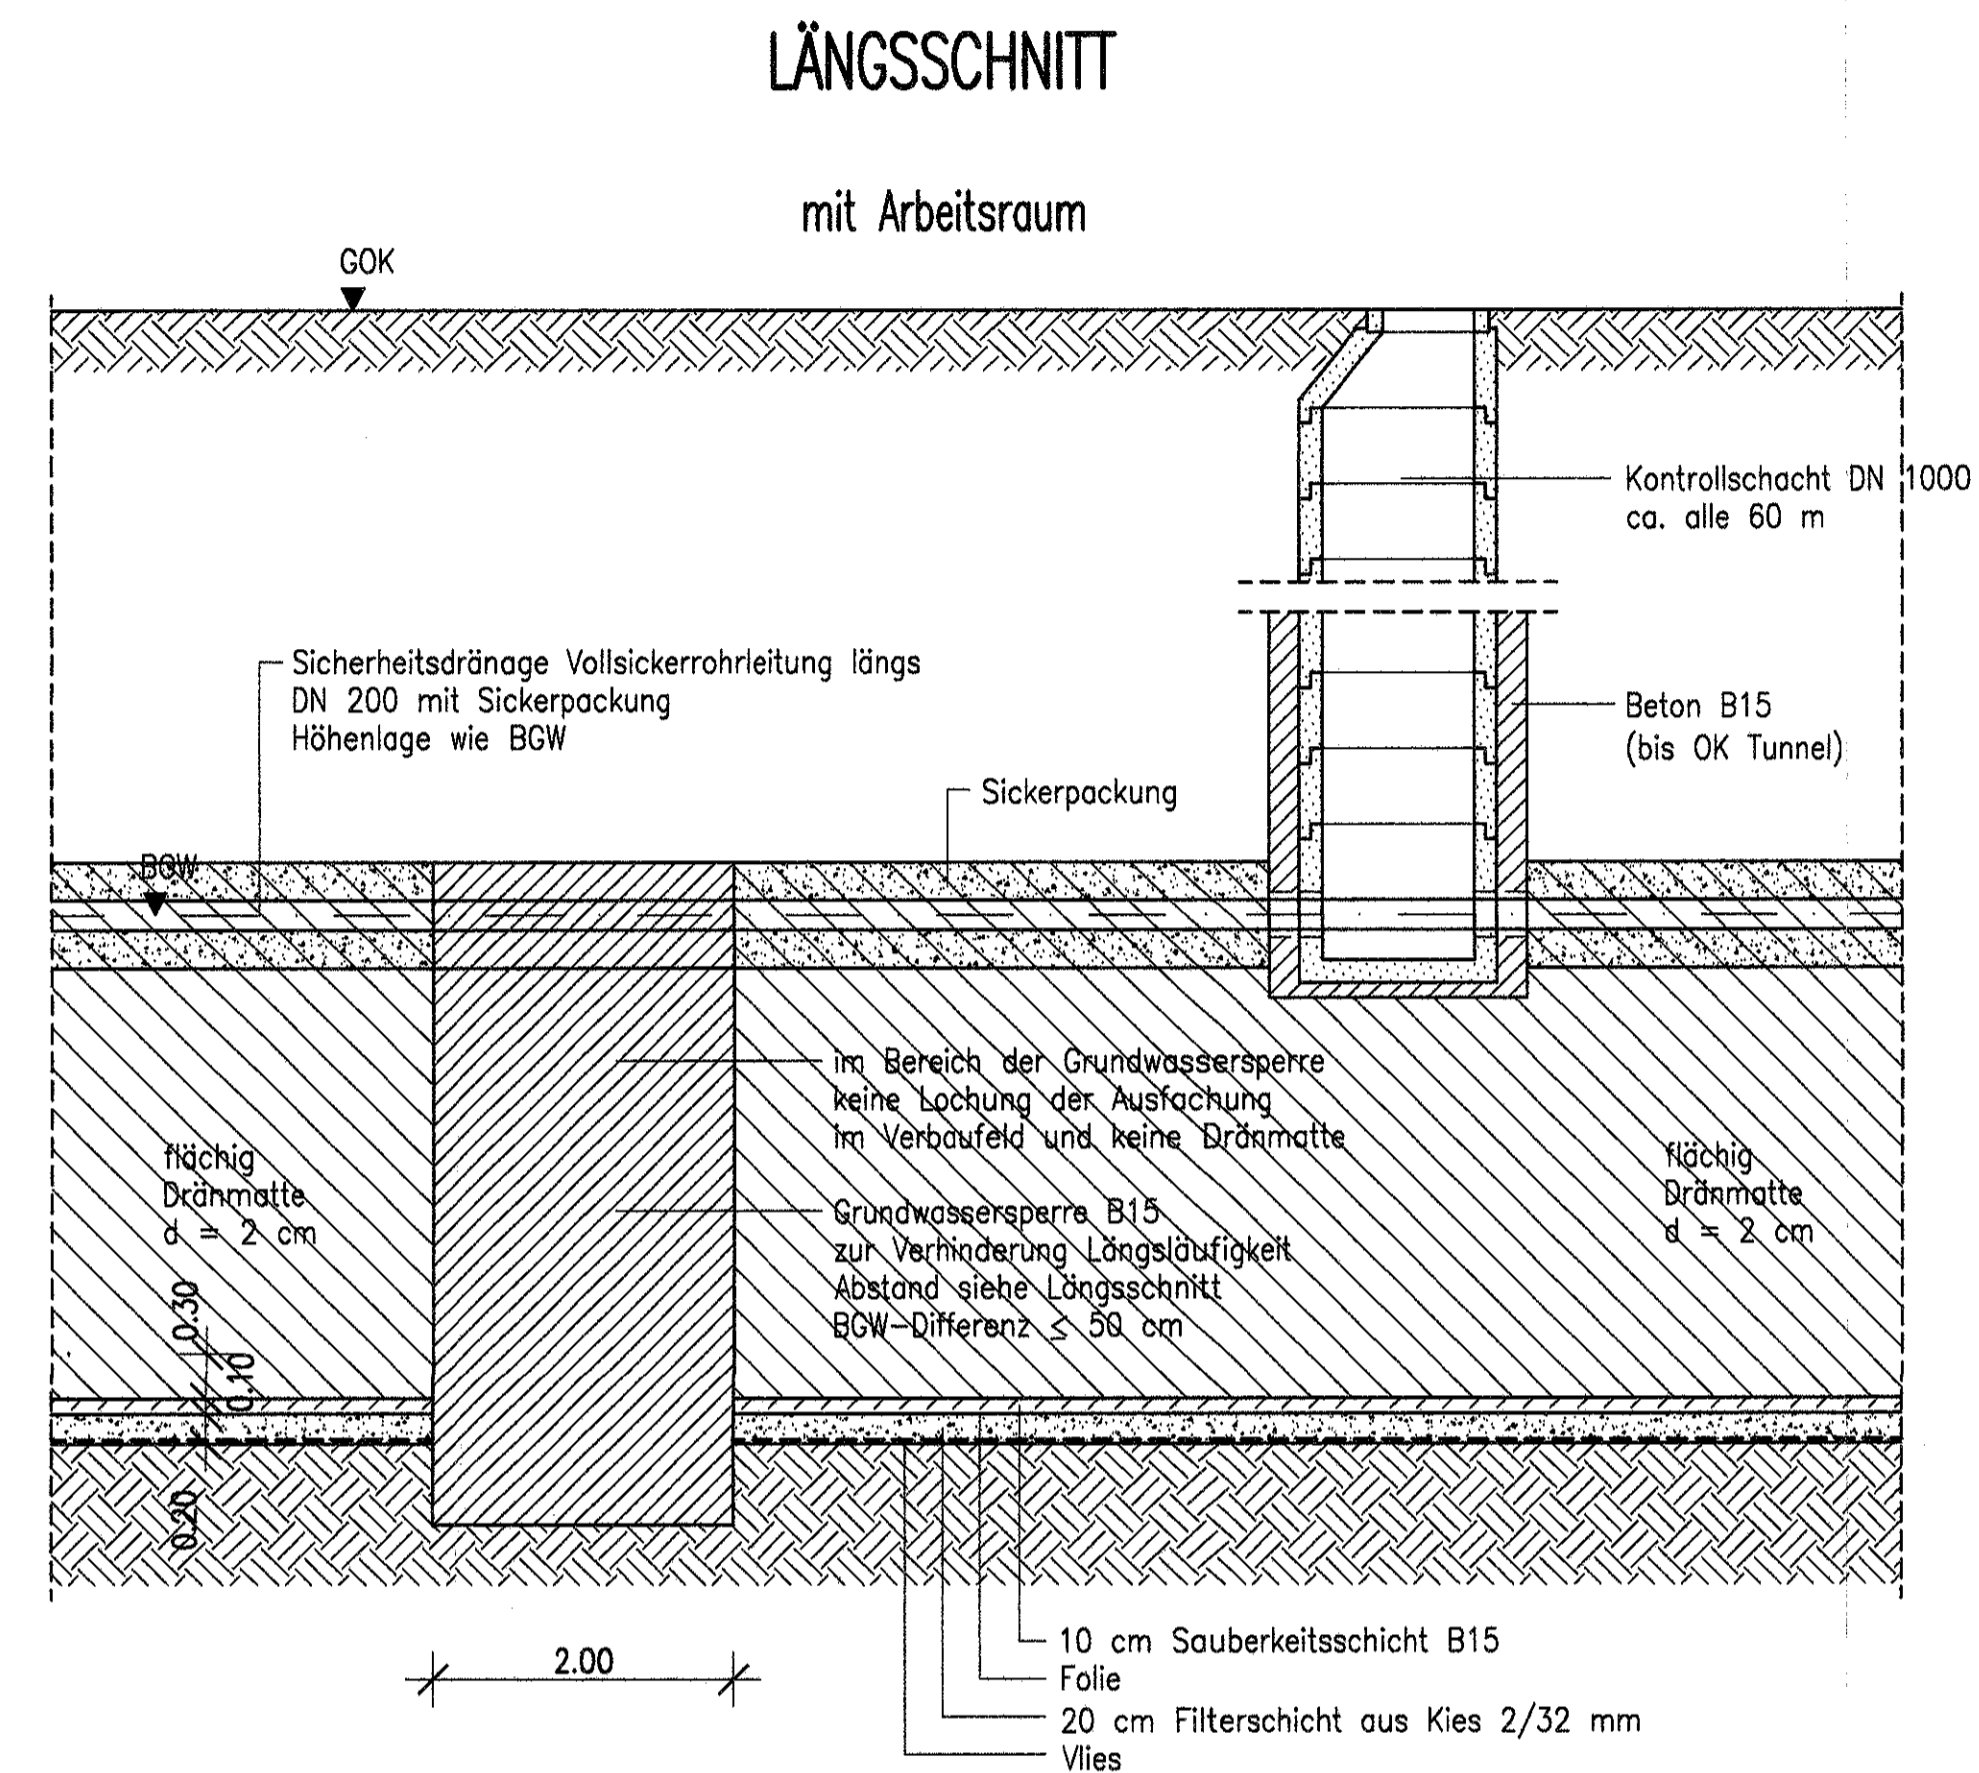 LÄNGSSCHNITT
mit Arbeitsraum
GOK
Kontrollschacht DN 1000
ca. alle 60 m
Sicherheitsdränage Vollsickerrohrleitung längs
DN 200 mit Sickerpackung
Höhenlage wie BGW
Beton B15
(bis OK Tunnel)
Sickerpackung
BGW
im Bereich der Grundwassersperre
keine Lochung der Ausfachung
im Verbaufeld und keine Dränmatte
flächig
Dränmatte
d = 2 cm
flächig
Dränmatte
d = 2 cm
Grundwassersperre B15
zur Verhinderung Längsläufigkeit
Abstand siehe Längsschnitt
BGW-Differenz ≤ 50 cm
0.30
0.10
0.20
2.00
10 cm Sauberkeitsschicht B15
Folie
20 cm Filterschicht aus Kies 2/32 mm
Vlies